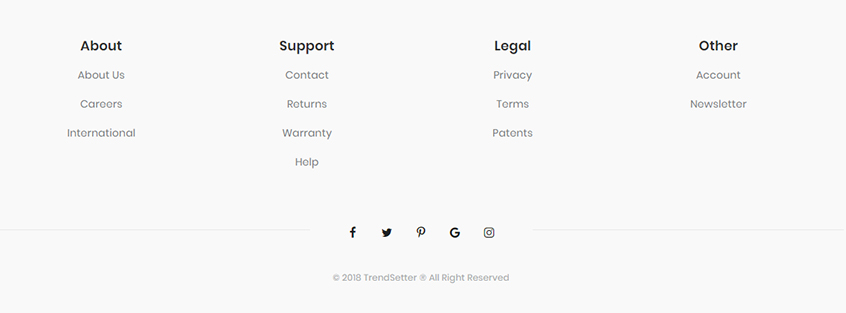 About
About Us
Careers
International
Support
Contact
Returns
Warranty
Help
Legal
Privacy
Terms
Patents
Other
Account
Newsletter
© 2018 TrendSetter ® All Right Reserved